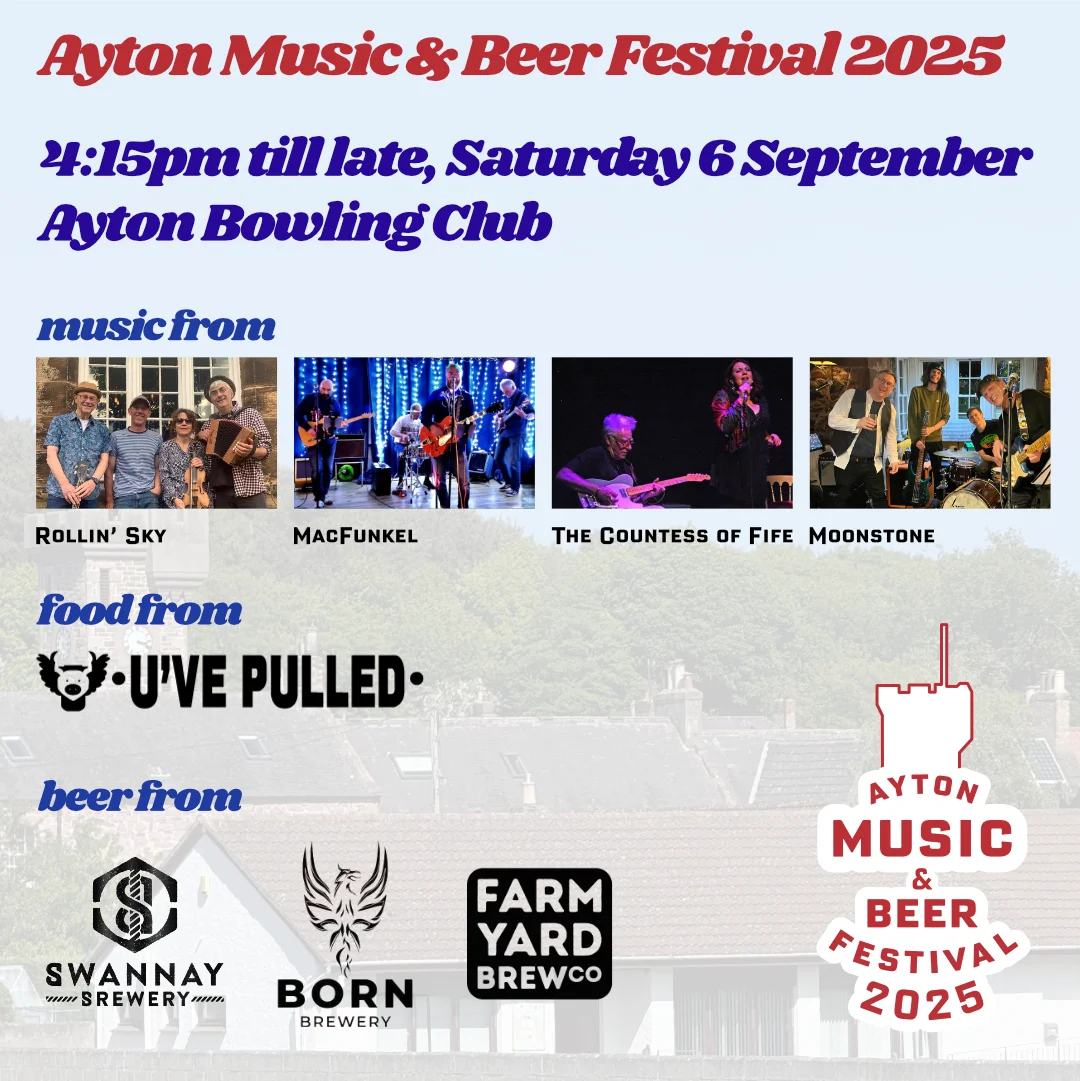 Ayton Music & Beer Festival 2025
4:15pm till late, Saturday 6 September
Ayton Bowling Club
music from
Rollin' Sky
MacFunkel
The Countess of Fife
Moonstone
food from
•U'VE PULLED•
beer from
SWANNAY
SREWERY
BORN
BREWERY
FARM
YARD
BREWCO
AYTON
MUSIC
&
BEER
FESTIVAL
2025